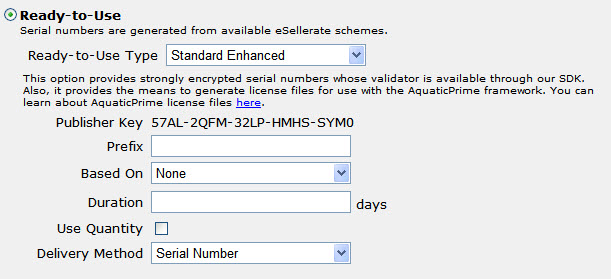 Ready-to-Use
Serial numbers are generated from available eSellerate schemes.
Ready-to-Use Type Standard Enhanced
This option provides strongly encrypted serial numbers whose validator is available through our SDK.
Also, it provides the means to generate license files for use with the AquaticPrime framework. You can
learn about AquaticPrime license files here.
Publisher Key 57AL-2QFM-32LP-HMHS-SYM0
Prefix
Based On None
Duration days
Use Quantity
Delivery Method Serial Number